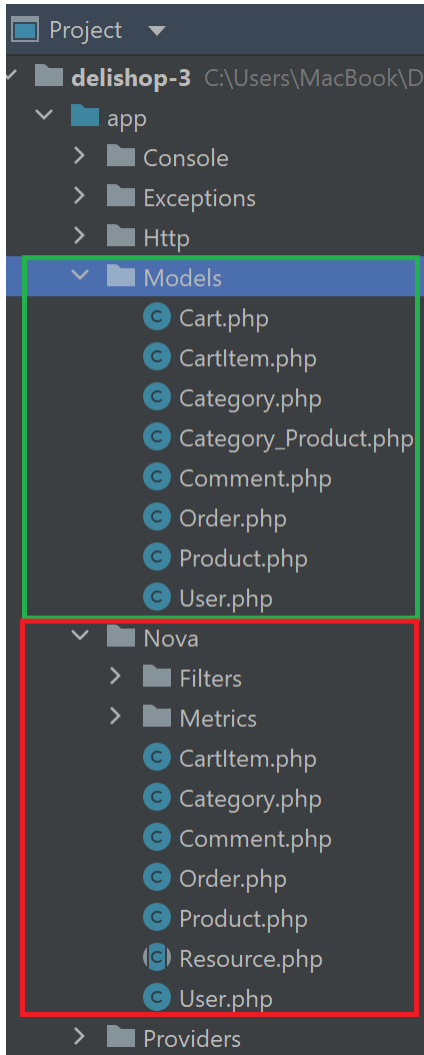 Project
delishop-3 C:\Users\MacBook\D
app
Console
Exceptions
Http
Models
C Cart.php
C CartItem.php
C Category.php
C Category_Product.php
C Comment.php
C Order.php
C Product.php
C User.php
Nova
Filters
Metrics
C CartItem.php
C Category.php
C Comment.php
C Order.php
C Product.php
C Resource.php
C User.php
Providers